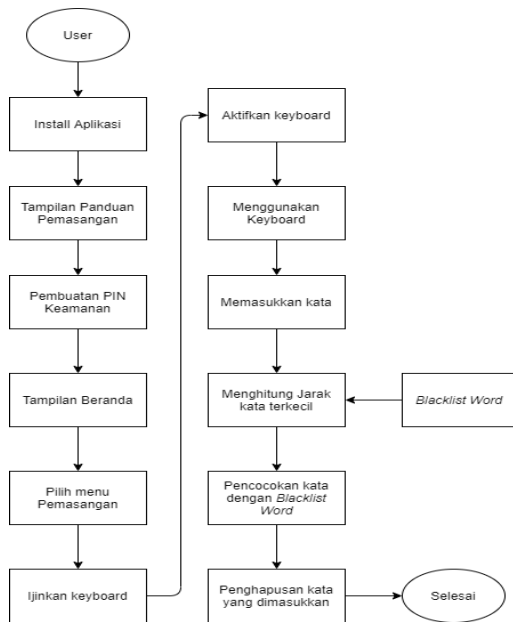 User
Install Aplikasi
Tampilan Panduan
Pemasangan
Pembuatan PIN
Keamanan
Tampilan Beranda
Pilih menu
Pemasangan
Ijinkan keyboard
Aktifkan keyboard
Menggunakan
Keyboard
Memasukkan kata
Menghitung Jarak
kata terkecil
Blacklist Word
Pencocokan kata
dengan Blacklist
Word
Penghapusan kata
yang dimasukkan
Selesai